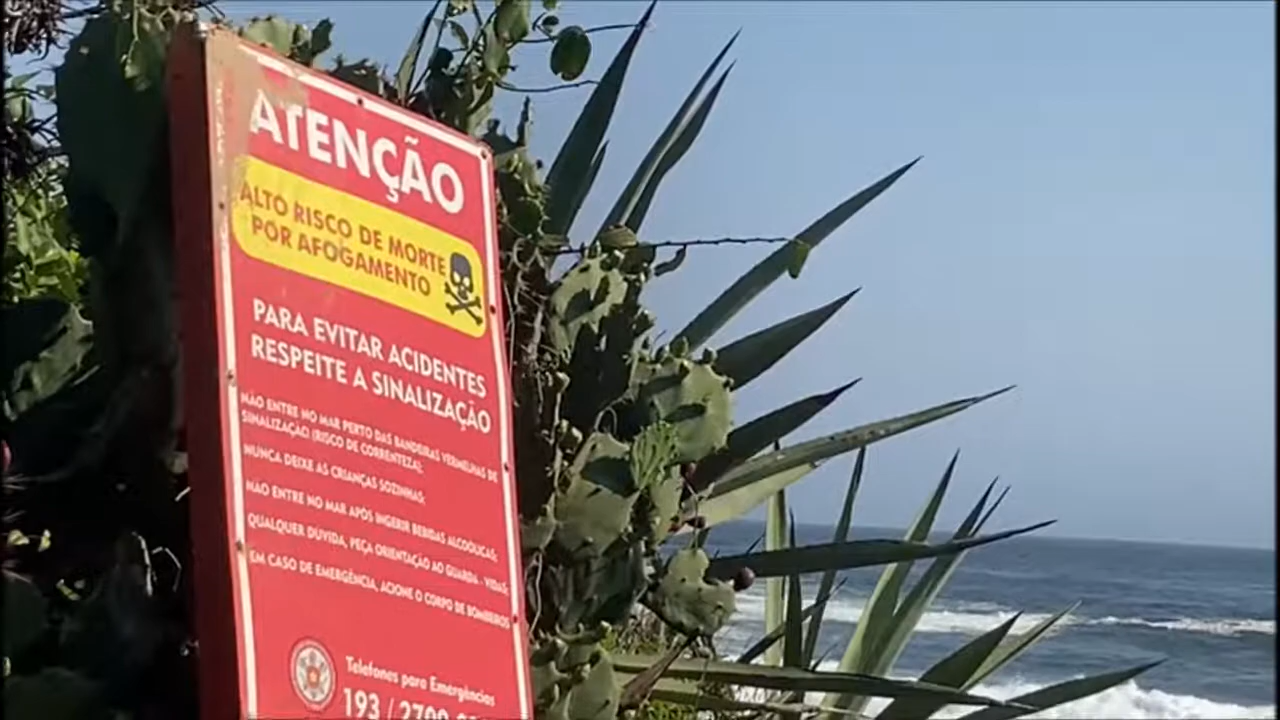 ATENÇÃO
ALTO RISCO DE MORTE
POR AFOGAMENTO
PARA EVITAR ACIDENTES
RESPEITE A SINALIZAÇÃO
NÃO ENTRE NO MAR PERTO DAS BANDEIRAS VERMELHAS DE
SINALIZAÇÃO (RISCO DE CORRENTEZA);
NUNCA DEIXE AS CRIANÇAS SOZINHAS;
NÃO ENTRE NO MAR APÓS INGERIR BEBIDAS ALCOÓLICAS;
QUALQUER DÚVIDA, PEÇA ORIENTAÇÃO AO GUARDA - VIDAS;
EM CASO DE EMERGÊNCIA, ACIONE O CORPO DE BOMBEIROS
Telefones para Emergências
193 / 2700